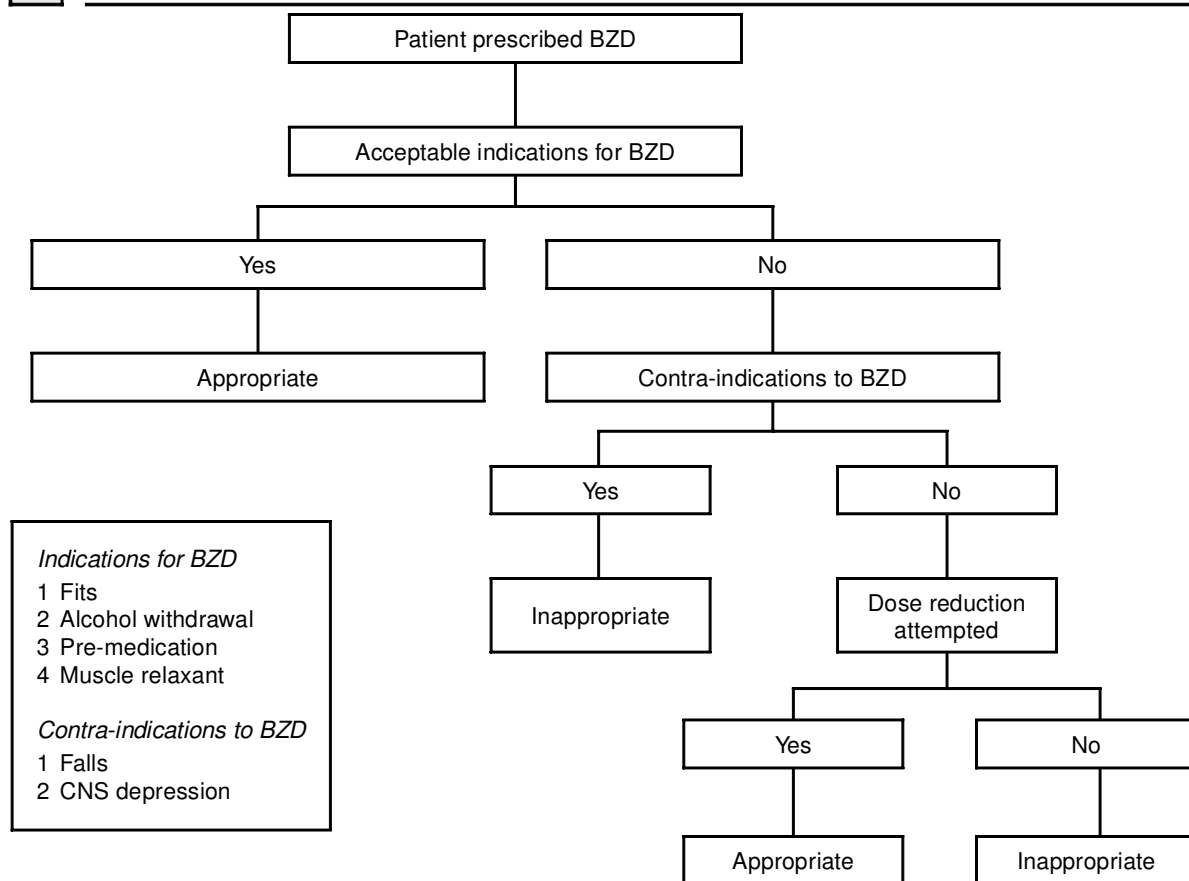 Patient prescribed BZD
Acceptable indications for BZD
Yes
No
Appropriate
Contra-indications to BZD
Yes
No
Inappropriate
Dose reduction
attempted
Yes
No
Appropriate
Inappropriate
Indications for BZD
1 Fits
2 Alcohol withdrawal
3 Pre-medication
4 Muscle relaxant
Contra-indications to BZD
1 Falls
2 CNS depression